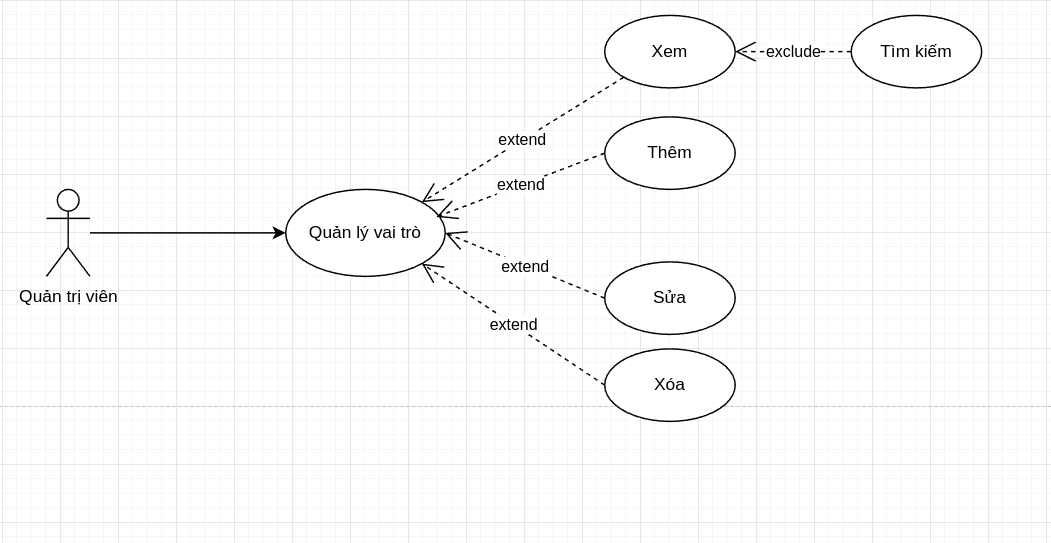 Xem
exclude
Tìm kiếm
extend
Thêm
extend
Quản lý vai trò
extend
Sửa
Quản trị viên
extend
Xóa